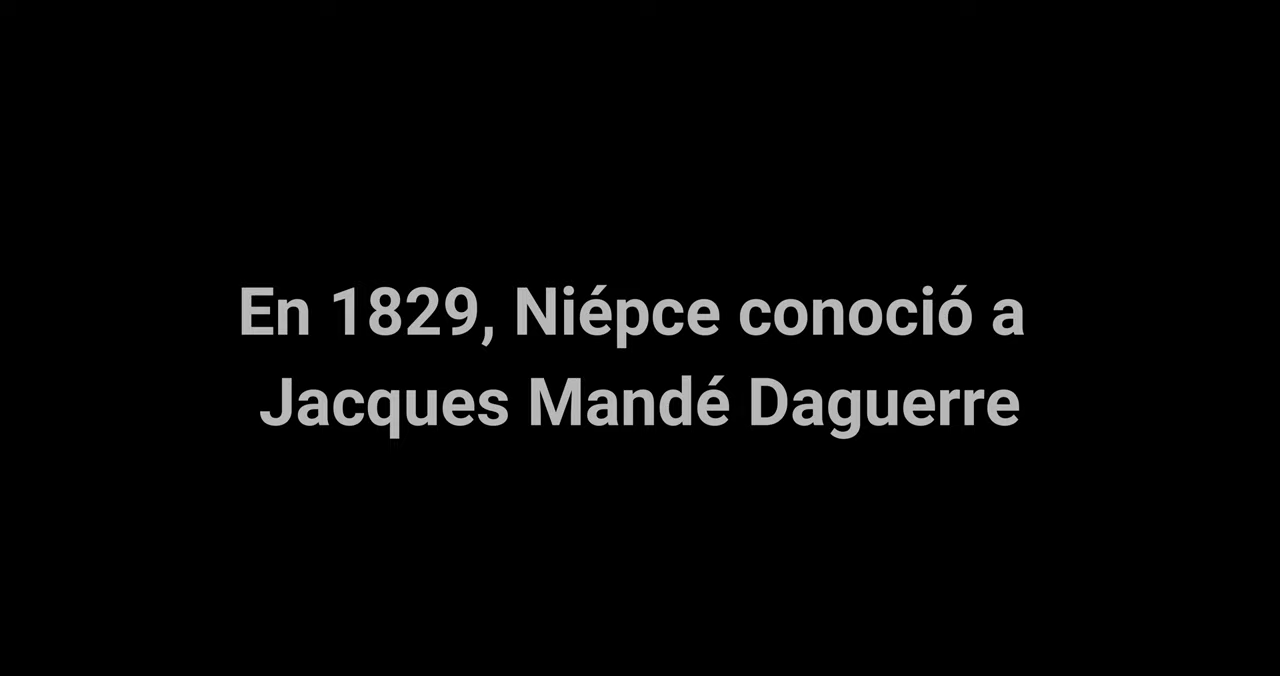 En 1829, Niépce conoció a
Jacques Mandé Daguerre